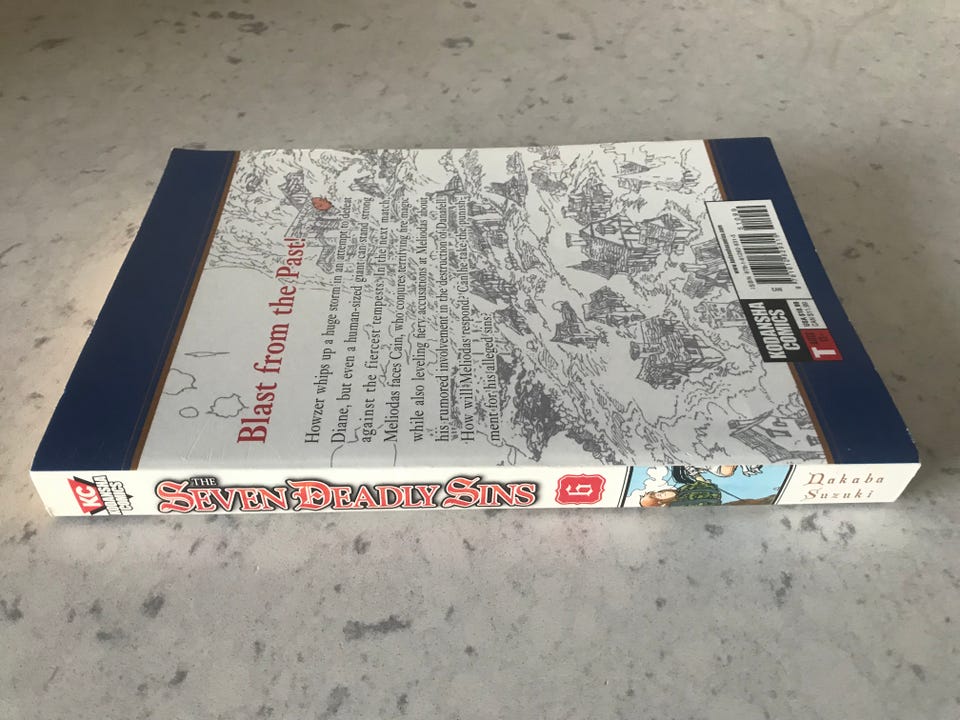 Blast from the Past!
Howzer whips up a huge storm in an attempt to defeat
Diane, but even a human-sized giant can stand strong
against the fiercest tempests! In the next match,
Meliodas faces Cain, who conjures terrifying fire magic
while also leveling fiery accusations at Meliodas about
his rumored involvement in the destruction of Danafell.
How will Meliodas respond? Can he take the punish-
ment for his alleged sins?
KODANSHA
COMICS
T
KC
KODANSHA
COMICS
THE
SEVEN DEADLY SINS
6
Nakaba
Suzuki